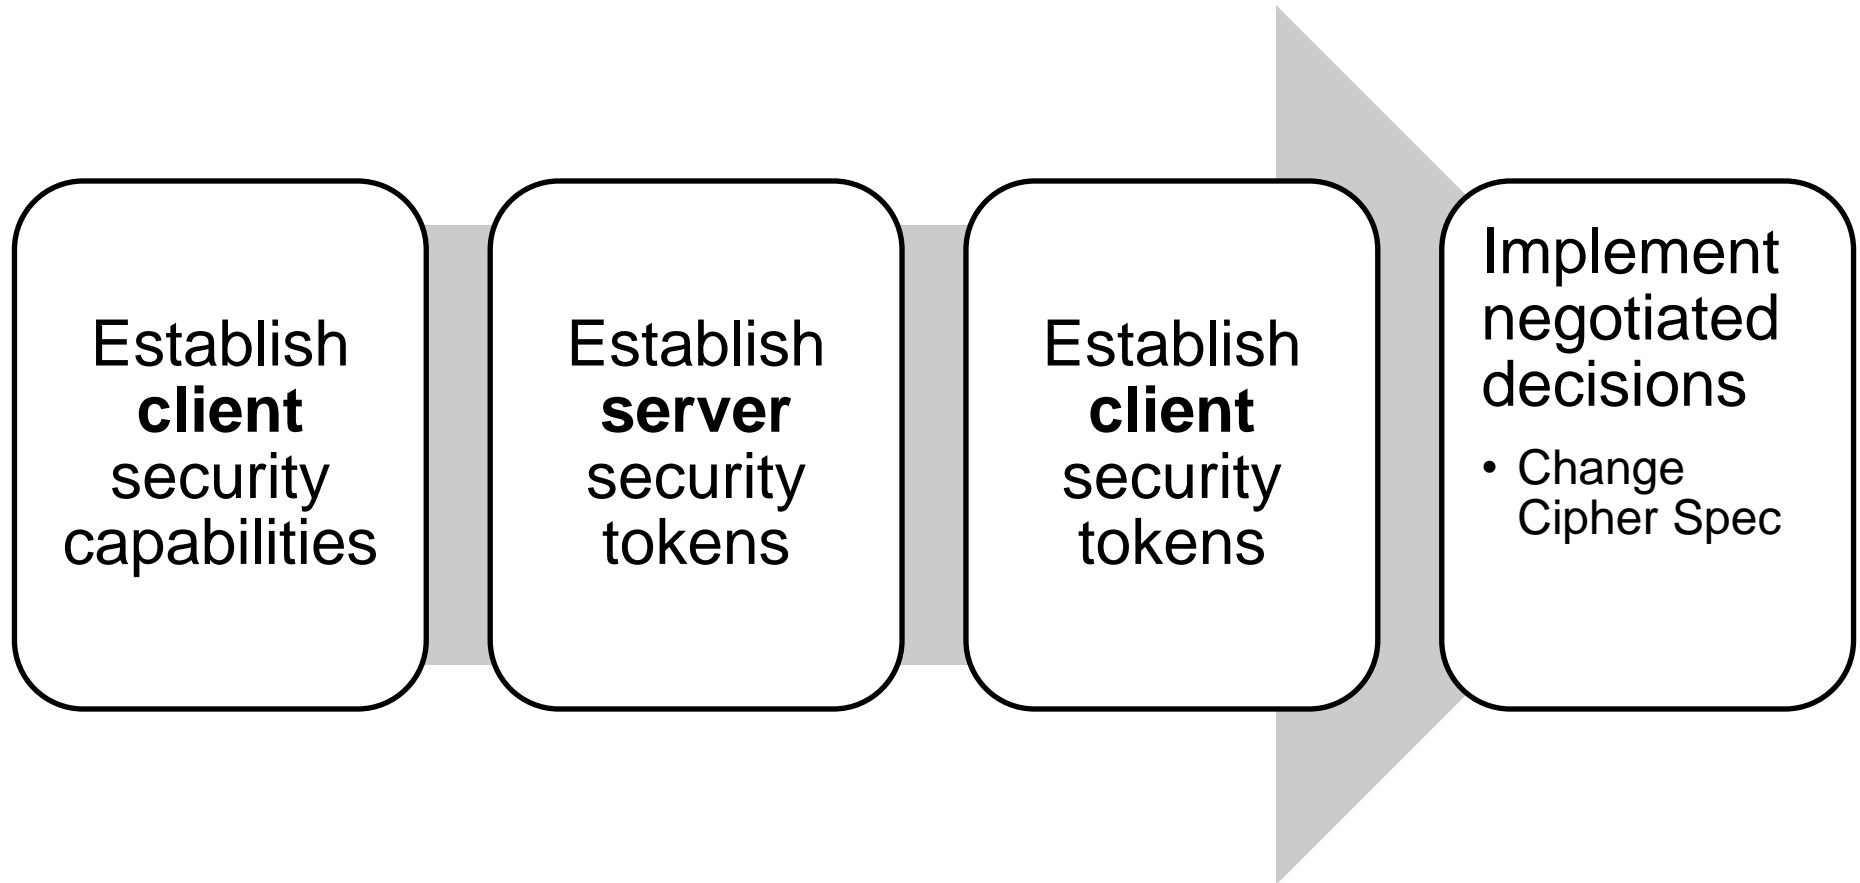 Establish
client
security
capabilities
Establish
server
security
tokens
Establish
client
security
tokens
Implement
negotiated
decisions
• Change
Cipher Spec